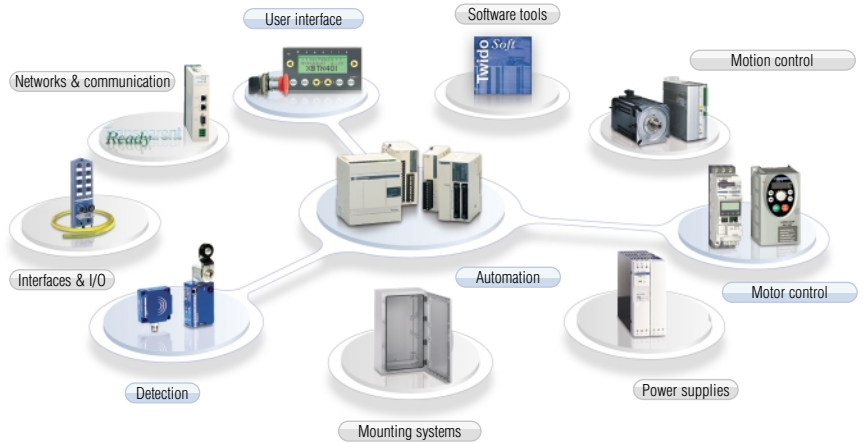 User interface
Software tools
Motion control
Networks & communication
XBTN401
Twido Soft
Ready
Interfaces & I/O
Automation
Motor control
Detection
Power supplies
Mounting systems